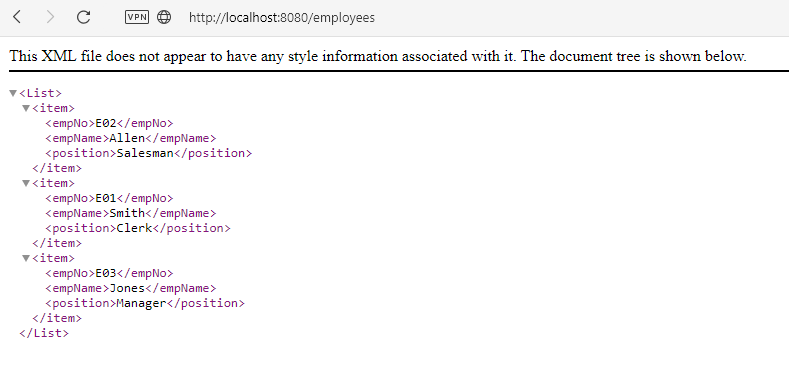 VPN http://localhost:8080/employees
This XML file does not appear to have any style information associated with it. The document tree is shown below.
▼<List>
▼<item>
<empNo>E02</empNo>
<empName>Allen</empName>
<position>Salesman</position>
</item>
▼<item>
<empNo>E01</empNo>
<empName>Smith</empName>
<position>Clerk</position>
</item>
▼<item>
<empNo>E03</empNo>
<empName>Jones</empName>
<position>Manager</position>
</item>
</List>